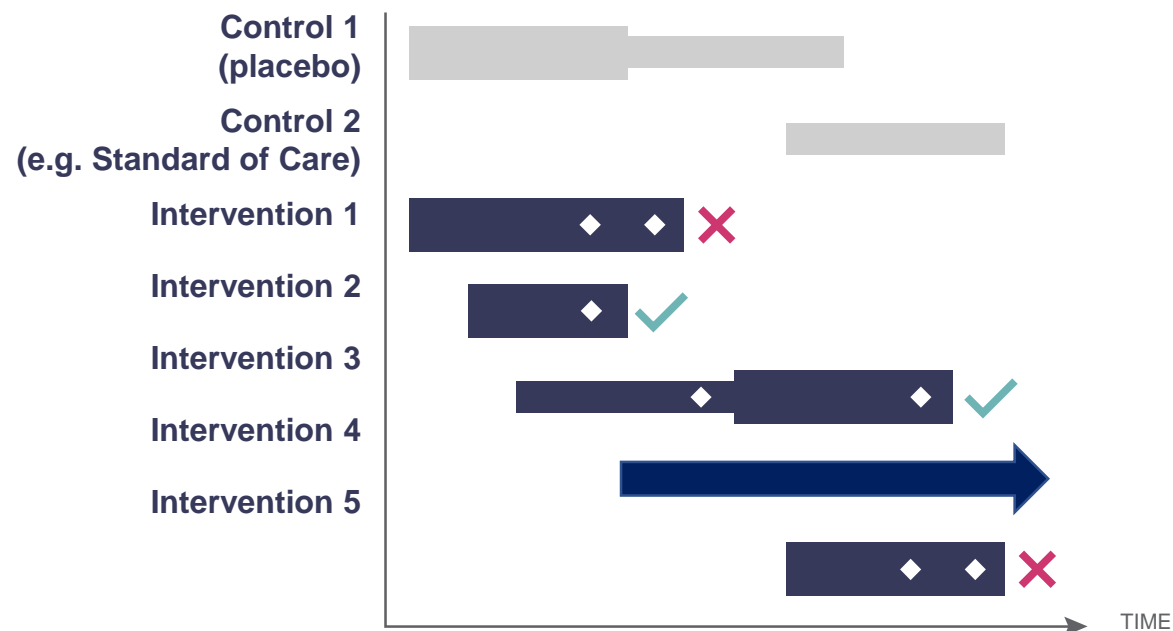 Control 1
(placebo)
Control 2
(e.g. Standard of Care)
Intervention 1
Intervention 2
Intervention 3
Intervention 4
Intervention 5
TIME